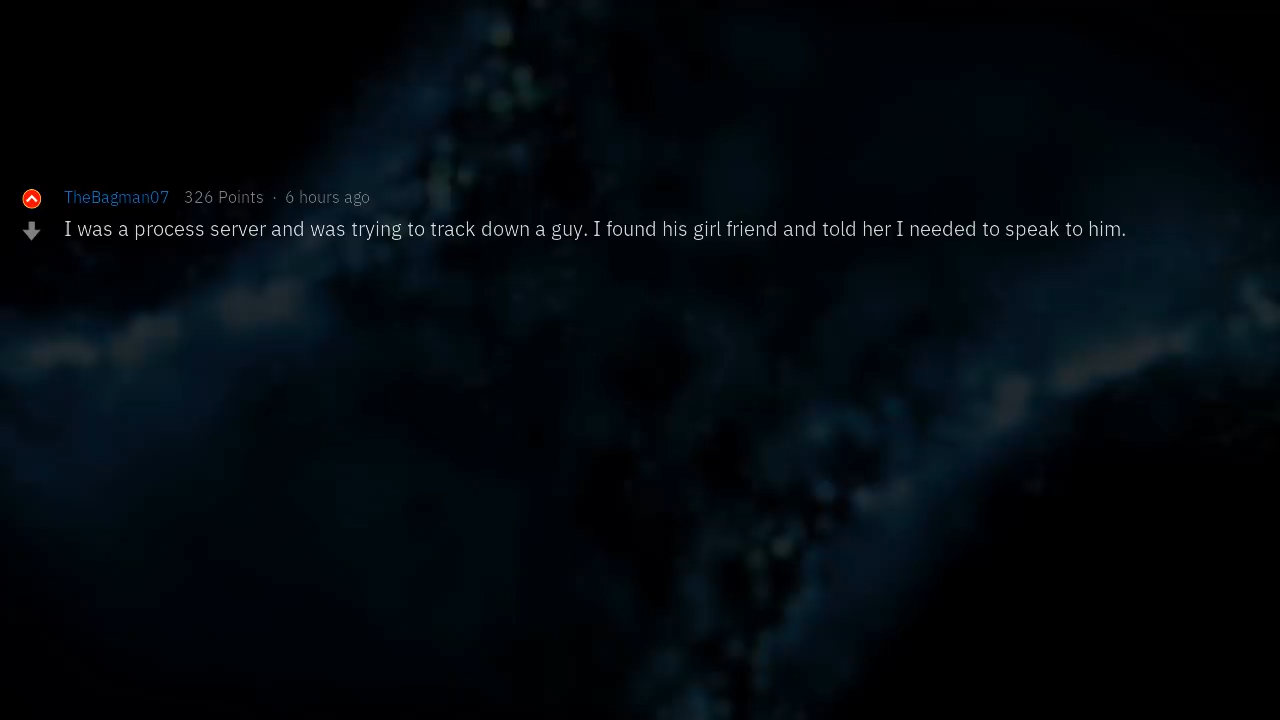 TheBagman07 326 Points · 6 hours ago
I was a process server and was trying to track down a guy. I found his girl friend and told her I needed to speak to him.